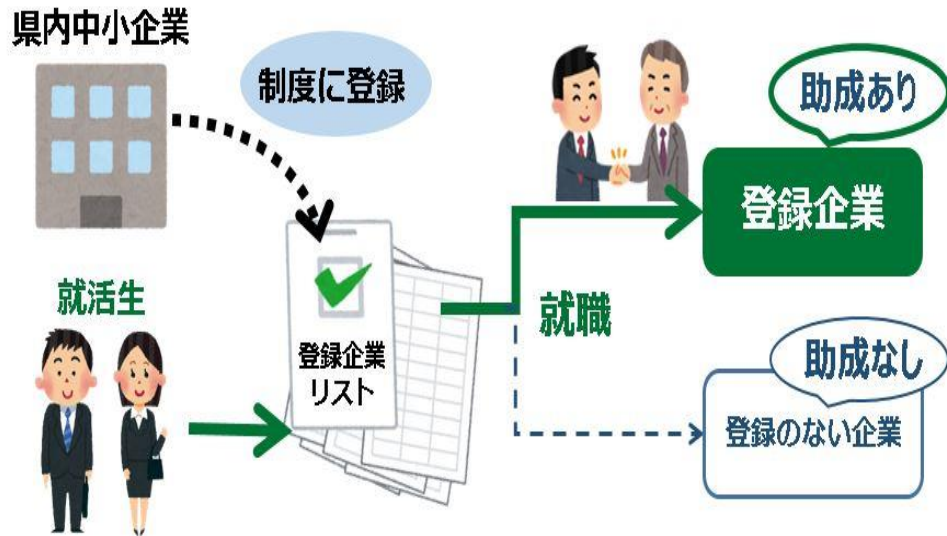 県内中小企業
制度に登録
就活生
登録企業
リスト
就職
助成あり
登録企業
助成なし
登録のない企業